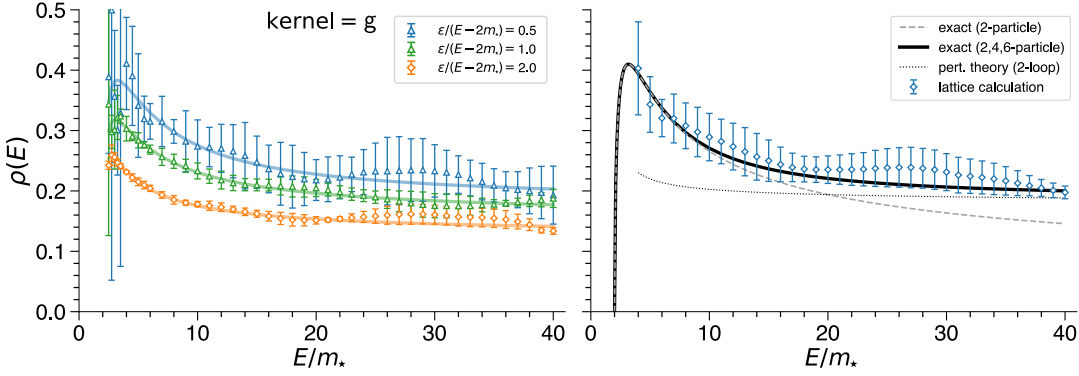 kernel = g
ε/(E−2m⋆) = 0.5
ε/(E−2m⋆) = 1.0
ε/(E−2m⋆) = 2.0
ρ(E)
0.5
0.4
0.3
0.2
0.1
0.0
0 10 20 30 40
E/m⋆
exact (2-particle)
exact (2,4,6-particle)
pert. theory (2-loop)
lattice calculation
0 10 20 30 40
E/m⋆